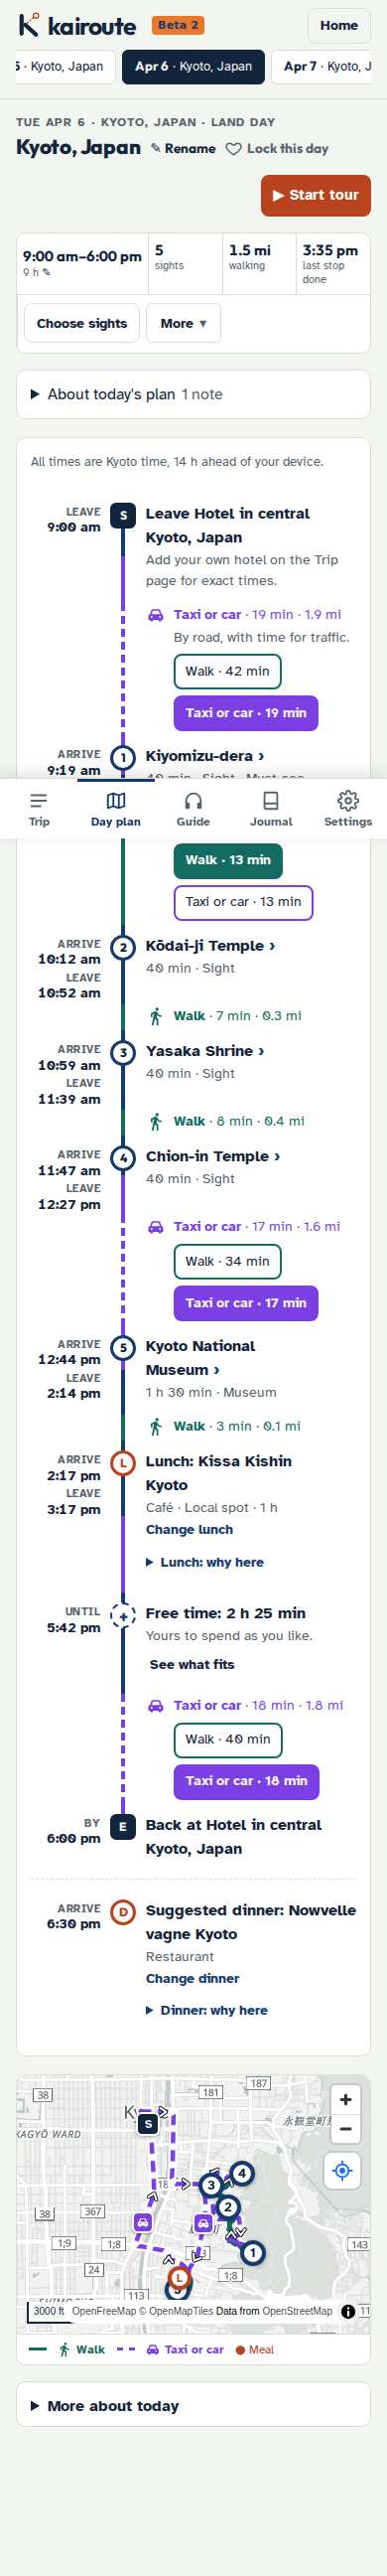 kairoute Beta 2 Home
5 · Kyoto, Japan Apr 6 · Kyoto, Japan Apr 7 · Kyoto, J
TUE APR 6 · KYOTO, JAPAN · LAND DAY
Kyoto, Japan ✎ Rename Lock this day
▶ Start tour
9:00 am–6:00 pm 5 1.5 mi 3:35 pm
9 h ✎ sights walking last stop
done
Choose sights More ▼
▶ About today's plan 1 note
All times are Kyoto time, 14 h ahead of your device.
LEAVE S Leave Hotel in central
9:00 am Kyoto, Japan
Add your own hotel on the Trip
page for exact times.
Taxi or car · 19 min · 1.9 mi
By road, with time for traffic.
Walk · 42 min
Taxi or car · 19 min
ARRIVE 1 Kiyomizu-dera ›
9:19 am
Trip Day plan Guide Journal Settings
Walk · 13 min
Taxi or car · 13 min
ARRIVE 2 Kōdai-ji Temple ›
10:12 am 40 min · Sight
LEAVE
10:52 am
Walk · 7 min · 0.3 mi
ARRIVE 3 Yasaka Shrine ›
10:59 am 40 min · Sight
LEAVE
11:39 am
Walk · 8 min · 0.4 mi
ARRIVE 4 Chion-in Temple ›
11:47 am 40 min · Sight
LEAVE
12:27 pm
Taxi or car · 17 min · 1.6 mi
Walk · 34 min
Taxi or car · 17 min
ARRIVE 5 Kyoto National
12:44 pm Museum ›
LEAVE 1 h 30 min · Museum
2:14 pm
Walk · 3 min · 0.1 mi
ARRIVE L Lunch: Kissa Kishin
2:17 pm Kyoto
LEAVE Café · Local spot · 1 h
3:17 pm
Change lunch
▶ Lunch: why here
UNTIL + Free time: 2 h 25 min
5:42 pm Yours to spend as you like.
See what fits
Taxi or car · 18 min · 1.8 mi
Walk · 40 min
Taxi or car · 18 min
BY E Back at Hotel in central
6:00 pm Kyoto, Japan
ARRIVE D Suggested dinner: Nowvelle
6:30 pm vagne Kyoto
Restaurant
Change dinner
▶ Dinner: why here
38 181 187 +
K S
KAGYŌ WARD −
18 3 4
38 367 2
1;9 1;8 1 143
24 L 1;8
113 5
3000 ft OpenFreeMap © OpenMapTiles Data from OpenStreetMap
Walk Taxi or car Meal
▶ More about today